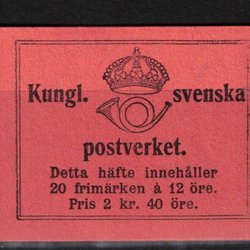 Kungl. svenska
postverket.
Detta häfte innehåller
20 frimärken à 12 öre.
Pris 2 kr. 40 öre.